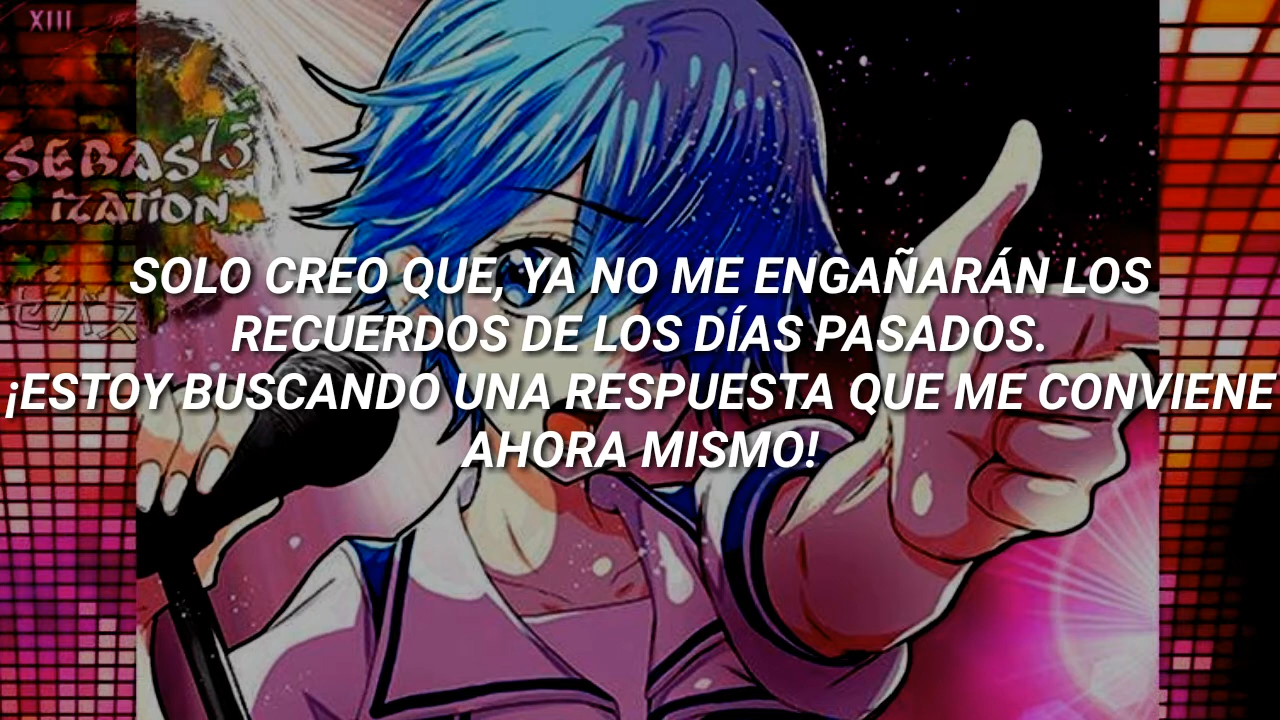 XIII
SEBAS13
IZATION
SOLO CREO QUE, YA NO ME ENGAÑARÁN LOS
RECUERDOS DE LOS DÍAS PASADOS.
¡ESTOY BUSCANDO UNA RESPUESTA QUE ME CONVIENE
AHORA MISMO!